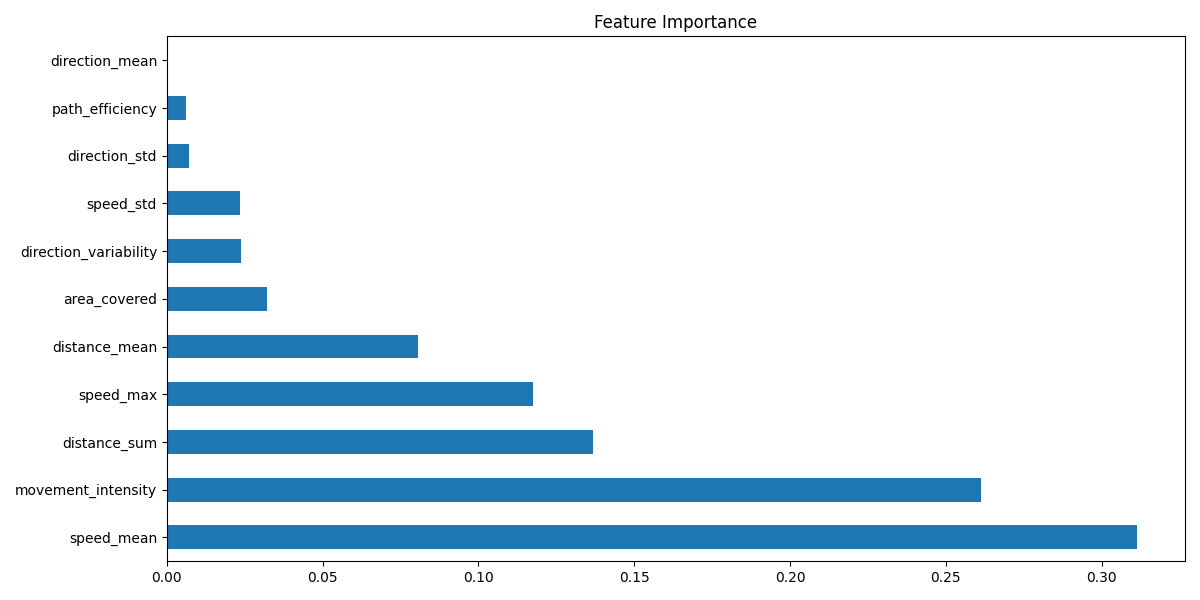 Feature Importance
direction_mean
path_efficiency
direction_std
speed_std
direction_variability
area_covered
distance_mean
speed_max
distance_sum
movement_intensity
speed_mean
0.00 0.05 0.10 0.15 0.20 0.25 0.30